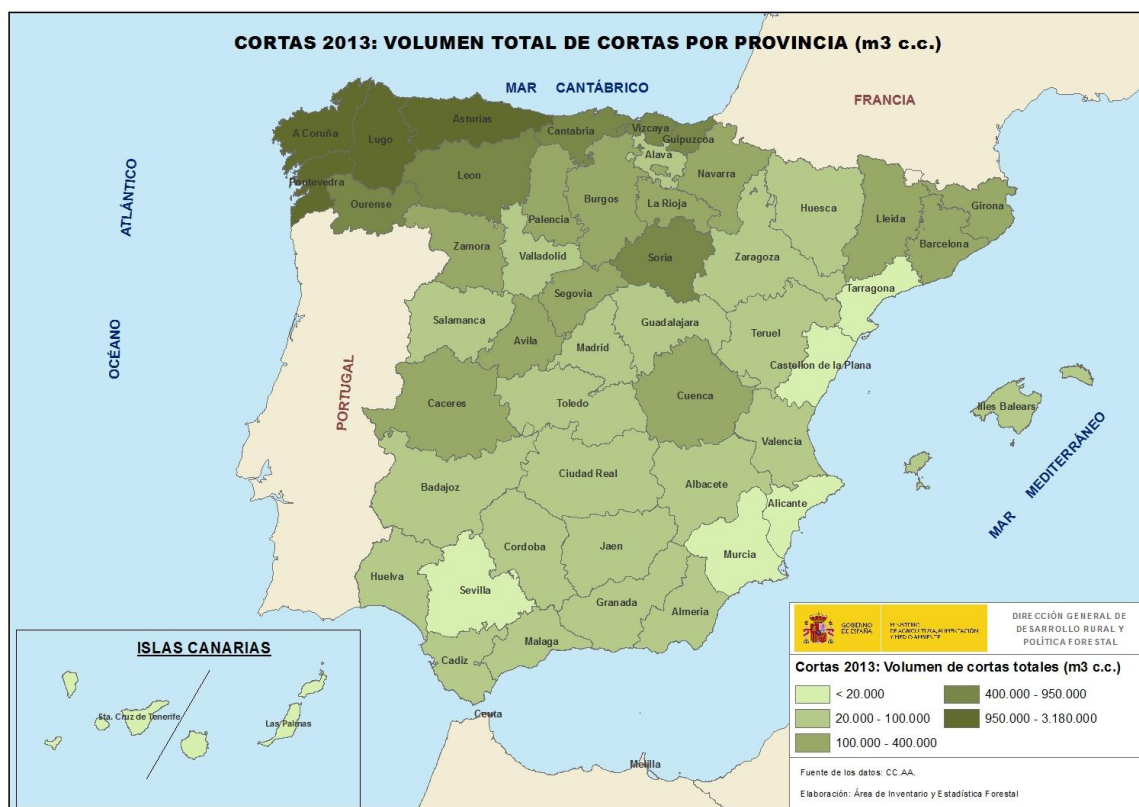 CORTAS 2013: VOLUMEN TOTAL DE CORTAS POR PROVINCIA (m3 c.c.)
MAR CANTÁBRICO
FRANCIA
OCÉANO ATLÁNTICO
PORTUGAL
MAR MEDITERRÁNEO
A Coruña
Lugo
Asturias
Cantabria
Vizcaya
Guipuzcoa
Alava
Navarra
Pontevedra
Ourense
Leon
Palencia
Burgos
La Rioja
Huesca
Lleida
Girona
Barcelona
Zamora
Valladolid
Soria
Zaragoza
Tarragona
Segovia
Salamanca
Avila
Madrid
Guadalajara
Teruel
Castellon de la Plana
Caceres
Toledo
Cuenca
Valencia
Illes Balears
Badajoz
Ciudad Real
Albacete
Alicante
Murcia
Cordoba
Jaen
Huelva
Sevilla
Granada
Almeria
Malaga
Cadiz
Ceuta
Melilla
ISLAS CANARIAS
Sta. Cruz de Tenerife
Las Palmas
GOBIERNO DE ESPAÑA
MINISTERIO
DE AGRICULTURA, ALIMENTACIÓN
Y MEDIO AMBIENTE
DIRECCIÓN GENERAL DE
DESARROLLO RURAL Y
POLÍTICA FORESTAL
Cortas 2013: Volumen de cortas totales (m3 c.c.)
< 20.000
20.000 - 100.000
100.000 - 400.000
400.000 - 950.000
950.000 - 3.180.000
Fuente de los datos: CC.AA.
Elaboración: Área de Inventario y Estadística Forestal